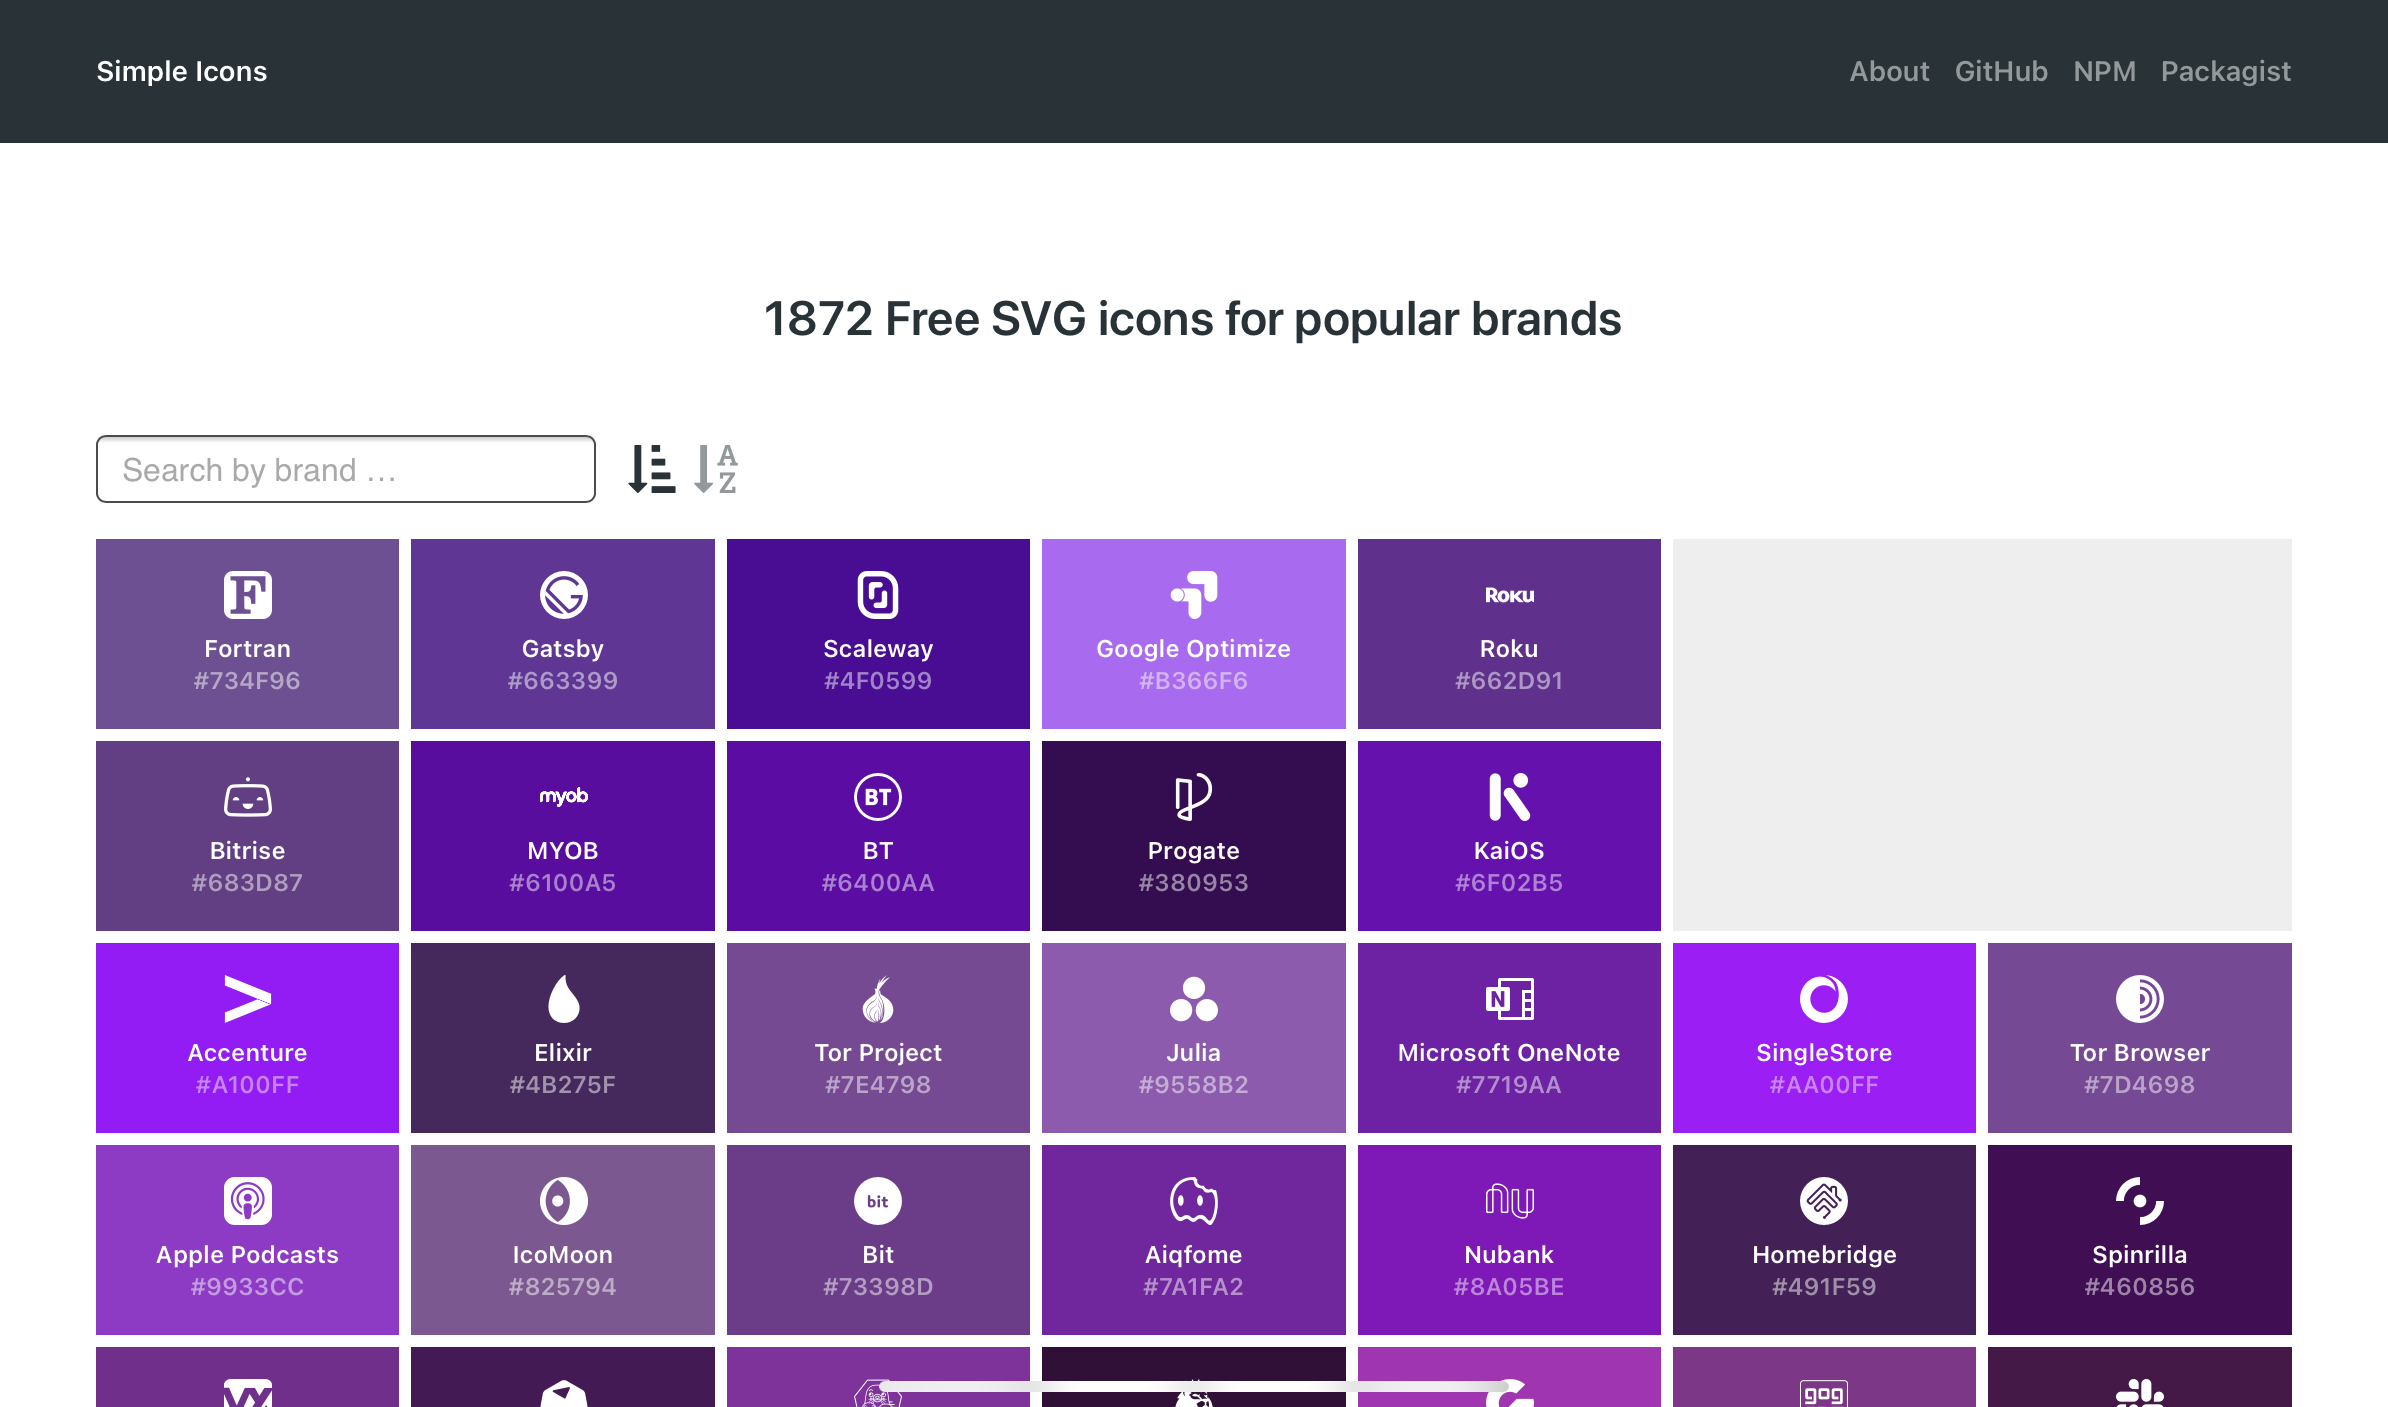 Simple Icons
About GitHub NPM Packagist
1872 Free SVG icons for popular brands
Search by brand …
A
Z
F
Fortran
#734F96
Gatsby
#663399
Scaleway
#4F0599
Google Optimize
#B366F6
ROKU
Roku
#662D91
Bitrise
#683D87
myob
MYOB
#6100A5
BT
BT
#6400AA
Progate
#380953
KaiOS
#6F02B5
Accenture
#A100FF
Elixir
#4B275F
Tor Project
#7E4798
Julia
#9558B2
N
Microsoft OneNote
#7719AA
SingleStore
#AA00FF
Tor Browser
#7D4698
Apple Podcasts
#9933CC
IcoMoon
#825794
bit
Bit
#73398D
Aiqfome
#7A1FA2
nu
Nubank
#8A05BE
Homebridge
#491F59
Spinrilla
#460856
gog